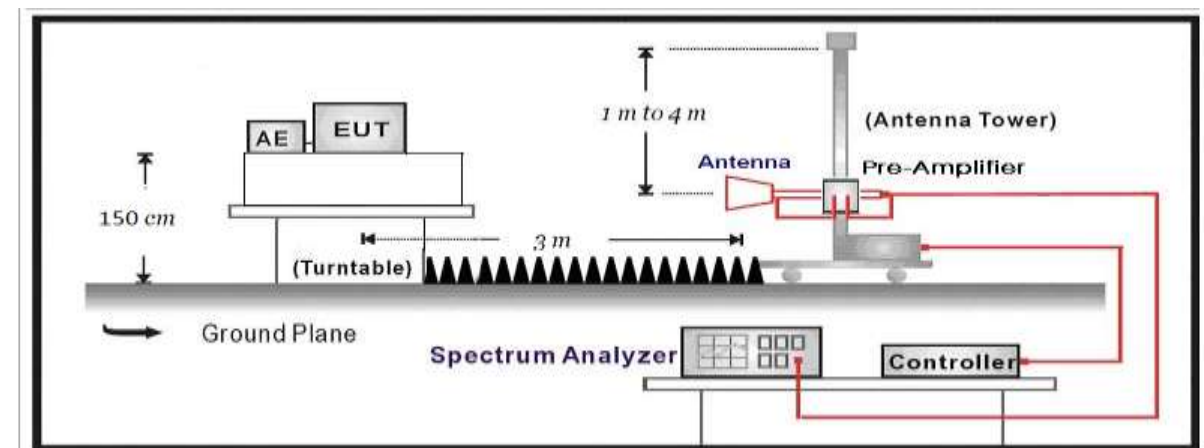 1 m to 4 m
(Antenna Tower)
AE
EUT
Antenna
Pre-Amplifier
150 cm
3 m
(Turntable)
Ground Plane
Spectrum Analyzer
Controller